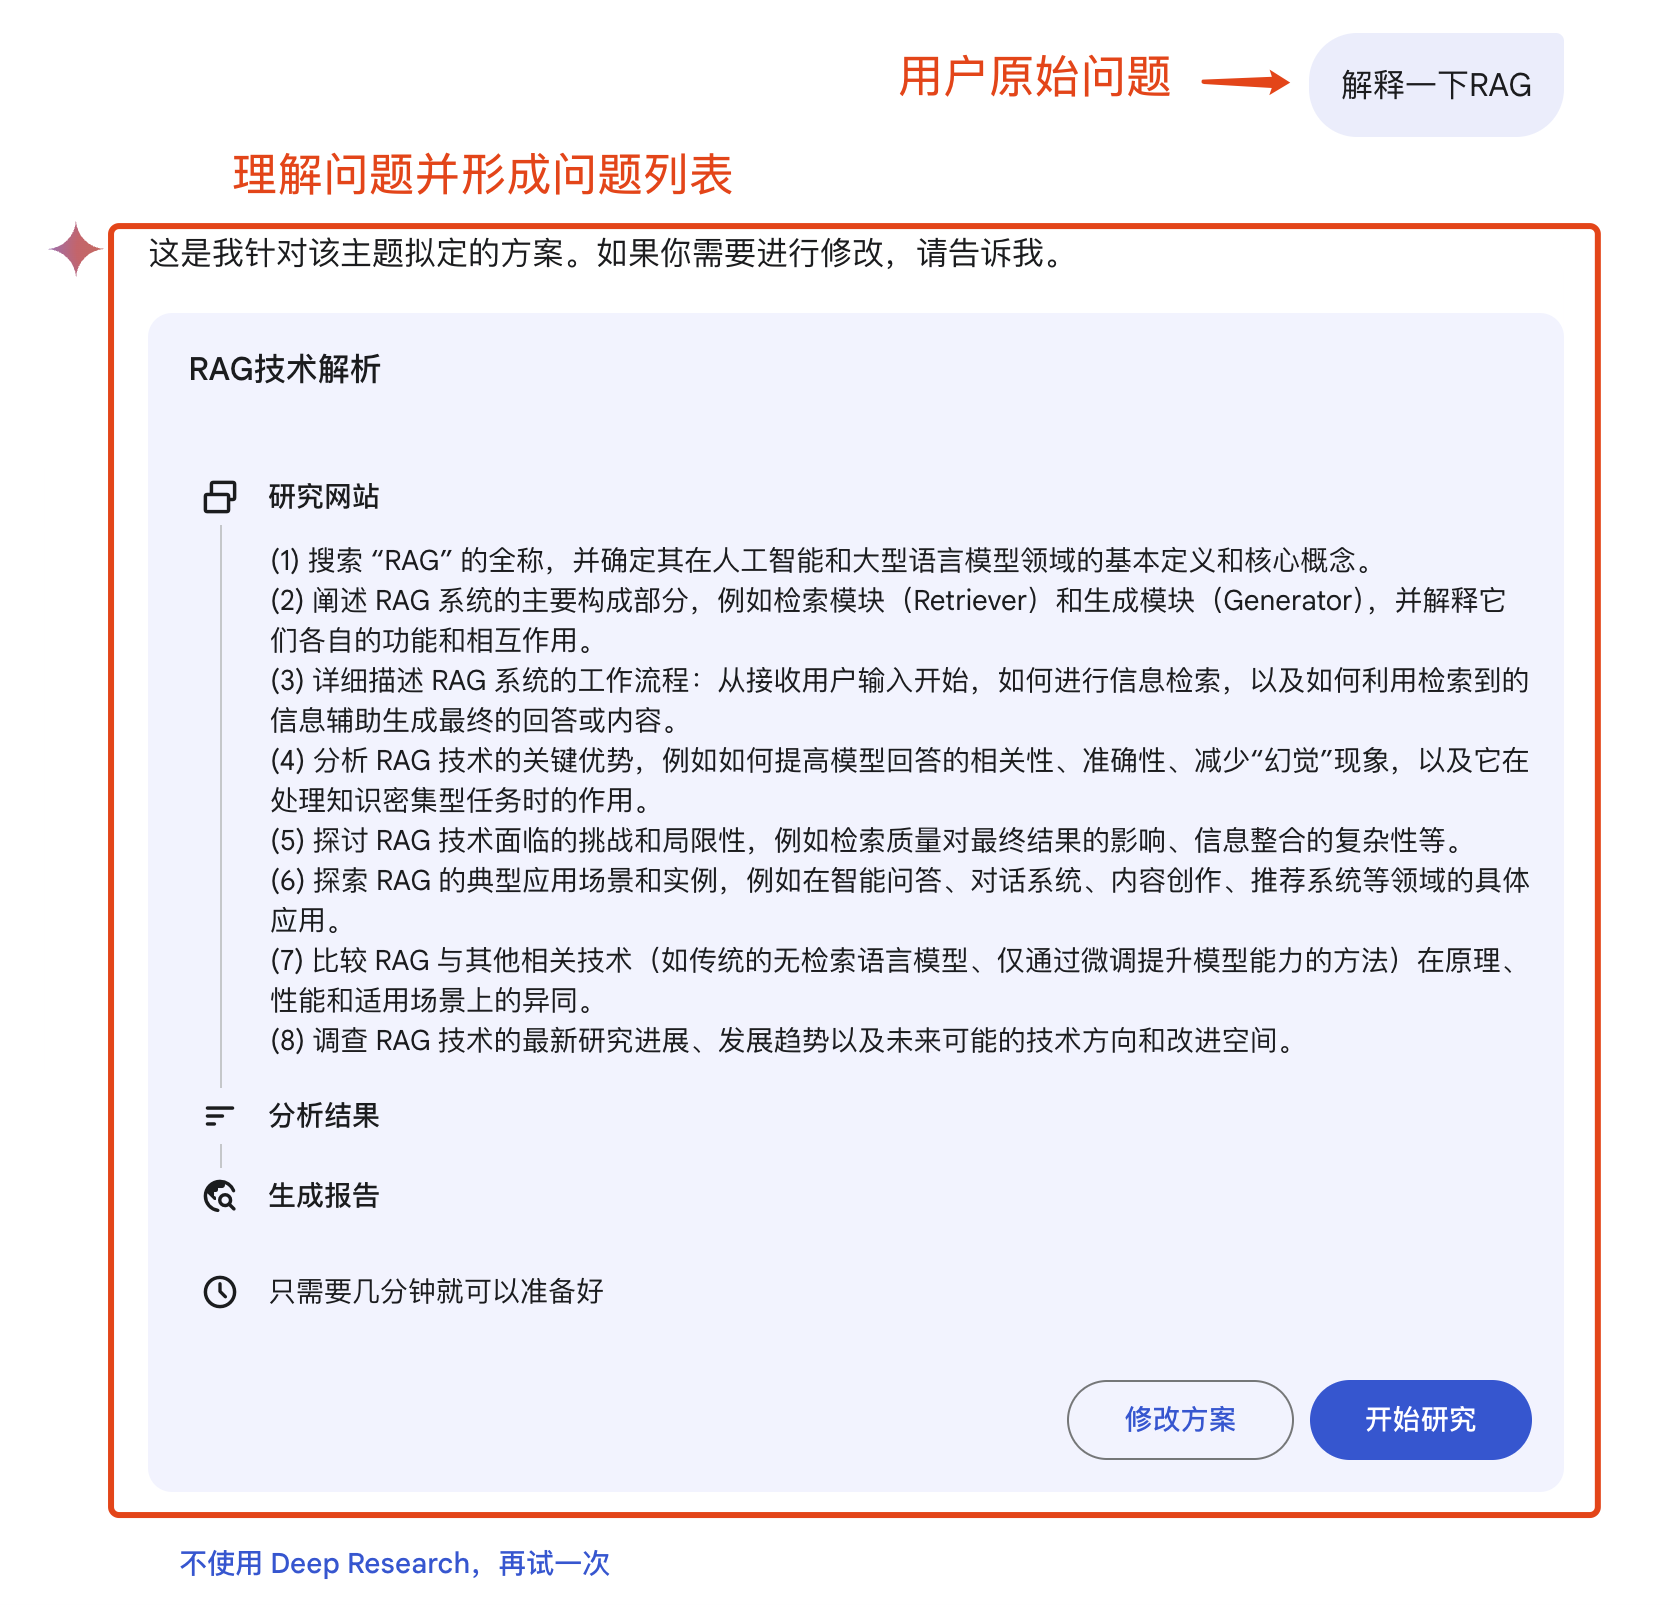 用户原始问题
解释一下RAG
理解问题并形成问题列表
这是我针对该主题拟定的方案。如果你需要进行修改，请告诉我。
RAG技术解析
研究网站
(1) 搜索 “RAG” 的全称，并确定其在人工智能和大型语言模型领域的基本定义和核心概念。
(2) 阐述 RAG 系统的主要构成部分，例如检索模块（Retriever）和生成模块（Generator），并解释它
们各自的功能和相互作用。
(3) 详细描述 RAG 系统的工作流程：从接收用户输入开始，如何进行信息检索，以及如何利用检索到的
信息辅助生成最终的回答或内容。
(4) 分析 RAG 技术的关键优势，例如如何提高模型回答的相关性、准确性、减少“幻觉”现象，以及它在
处理知识密集型任务时的作用。
(5) 探讨 RAG 技术面临的挑战和局限性，例如检索质量对最终结果的影响、信息整合的复杂性等。
(6) 探索 RAG 的典型应用场景和实例，例如在智能问答、对话系统、内容创作、推荐系统等领域的具体
应用。
(7) 比较 RAG 与其他相关技术（如传统的无检索语言模型、仅通过微调提升模型能力的方法）在原理、
性能和适用场景上的异同。
(8) 调查 RAG 技术的最新研究进展、发展趋势以及未来可能的技术方向和改进空间。
分析结果
生成报告
只需要几分钟就可以准备好
修改方案
开始研究
不使用 Deep Research，再试一次